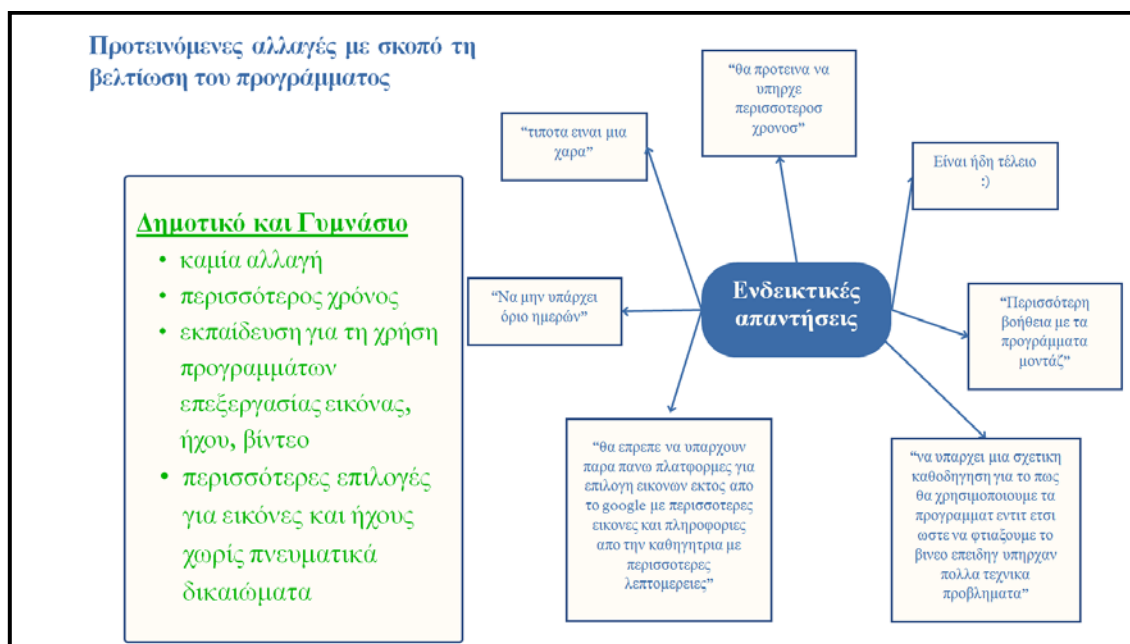 Προτεινόμενες αλλαγές με σκοπό τη
βελτίωση του προγράμματος
Δημοτικό και Γυμνάσιο
• καμία αλλαγή
• περισσότερος χρόνος
• εκπαίδευση για τη χρήση
προγραμμάτων
επεξεργασίας εικόνας,
ήχου, βίντεο
• περισσότερες επιλογές
για εικόνες και ήχους
χωρίς πνευματικά
δικαιώματα
“τιποτα ειναι μια
χαρα”
“θα προτεινα να
υπηρχε
περισσοτεροσ
χρονοσ”
Είναι ήδη τέλειο
:)
“Να μην υπάρχει
όριο ημερών”
Ενδεικτικές
απαντήσεις
“Περισσότερη
βοήθεια με τα
προγράμματα
μοντάζ”
“θα επρεπε να υπαρχουν
παρα πανω πλατφορμες για
επιλογη εικονων εκτος απο
το google με περισσοτερες
εικονες και πληροφοριες
απο την καθηγητρια με
περισσοτερες
λεπτομερειες”
“να υπαρχει μια σχετικη
καθοδηγηση για το πως
θα χρησιμοποιουμε τα
προγραμματ εντιτ ετσι
ωστε να φτιαξουμε το
βινεο επειδηγ υπηρχαν
πολλα τεχνικα
προβληματα”